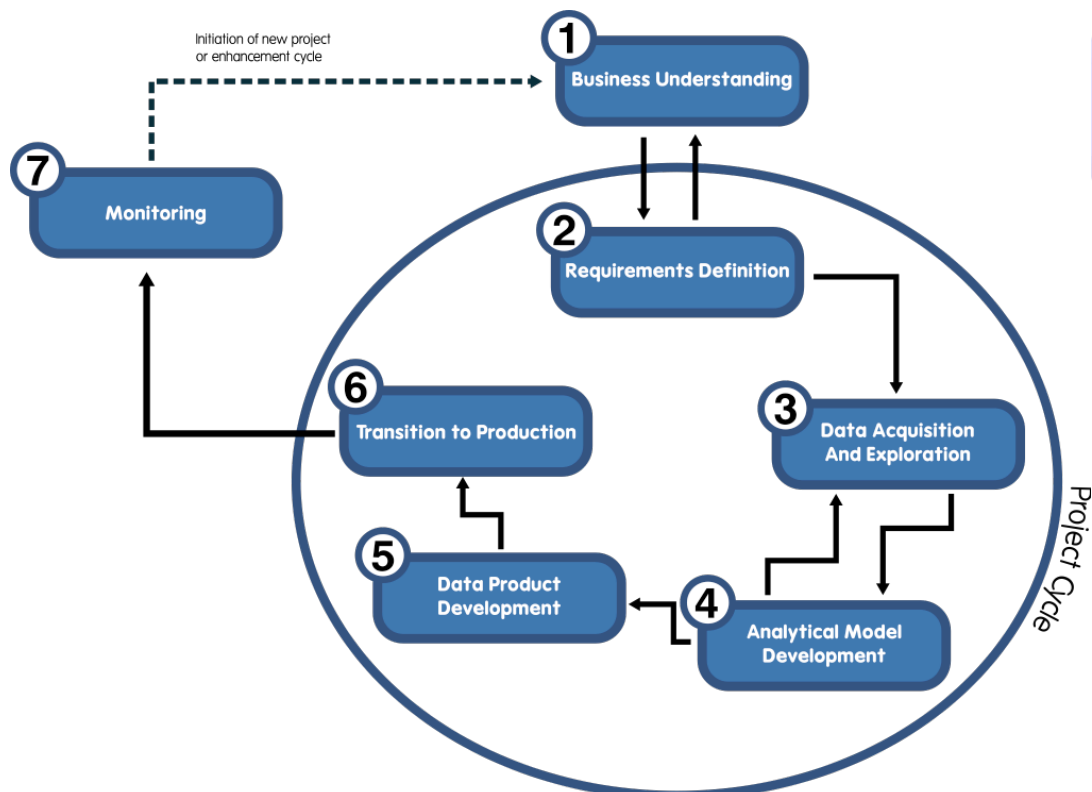 Initiation of new project
or enhancement cycle
1
Business Understanding
7
Monitoring
2
Requirements Definition
6
Transition to Production
3
Data Acquisition
And Exploration
5
Data Product
Development
4
Analytical Model
Development
Project Cycle